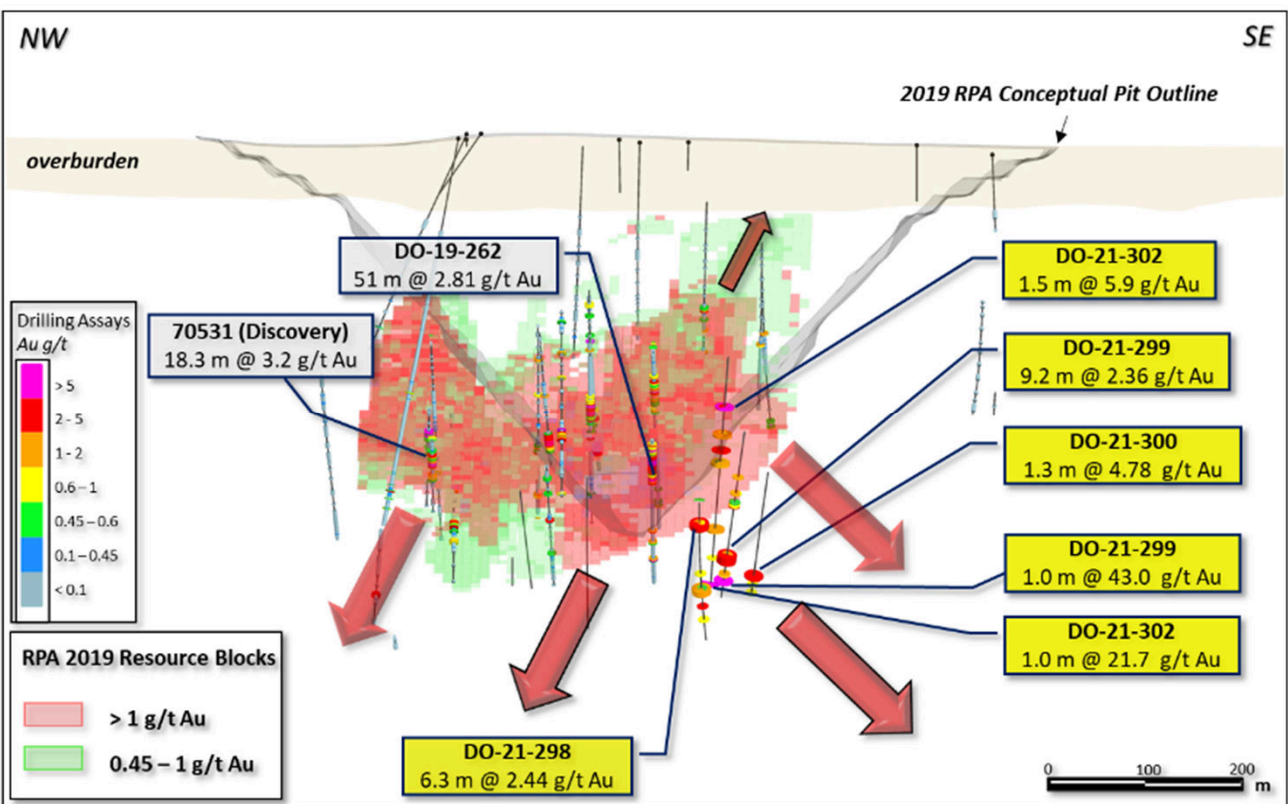 NW
SE
2019 RPA Conceptual Pit Outline
overburden
DO-19-262
51 m @ 2.81 g/t Au
DO-21-302
1.5 m @ 5.9 g/t Au
Drilling Assays
Au g/t
> 5
2 - 5
1 - 2
0.6 – 1
0.45 – 0.6
0.1 – 0.45
< 0.1
70531 (Discovery)
18.3 m @ 3.2 g/t Au
DO-21-299
9.2 m @ 2.36 g/t Au
DO-21-300
1.3 m @ 4.78 g/t Au
DO-21-299
1.0 m @ 43.0 g/t Au
DO-21-302
1.0 m @ 21.7 g/t Au
RPA 2019 Resource Blocks
> 1 g/t Au
0.45 – 1 g/t Au
DO-21-298
6.3 m @ 2.44 g/t Au
0 100 200
m